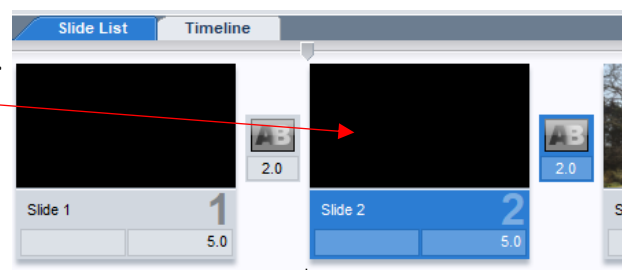 Slide List
Timeline
AB
2.0
AB
2.0
Slide 1
1
5.0
Slide 2
2
5.0
S